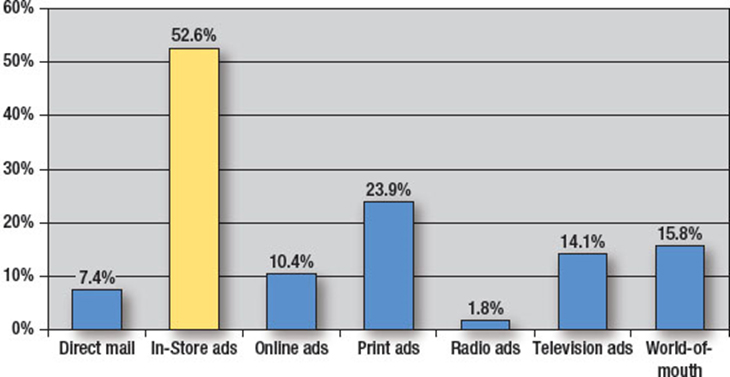 60%
50%
40%
30%
20%
10%
0%
7.4%
52.6%
10.4%
23.9%
1.8%
14.1%
15.8%
Direct mail
In-Store ads
Online ads
Print ads
Radio ads
Television ads
World-of-
mouth